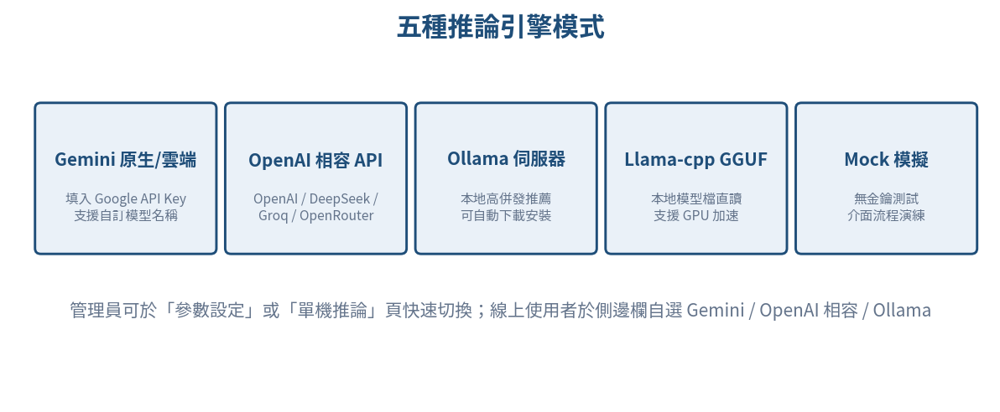 五種推論引擎模式
Gemini 原生/雲端
填入 Google API Key
支援自訂模型名稱
OpenAI 相容 API
OpenAI / DeepSeek /
Groq / OpenRouter
Ollama 伺服器
本地高併發推薦
可自動下載安裝
Llama-cpp GGUF
本地模型檔直讀
支援 GPU 加速
Mock 模擬
無金鑰測試
介面流程演練
管理員可於「參數設定」或「單機推論」頁快速切換；線上使用者於側邊欄自選 Gemini / OpenAI 相容 / Ollama